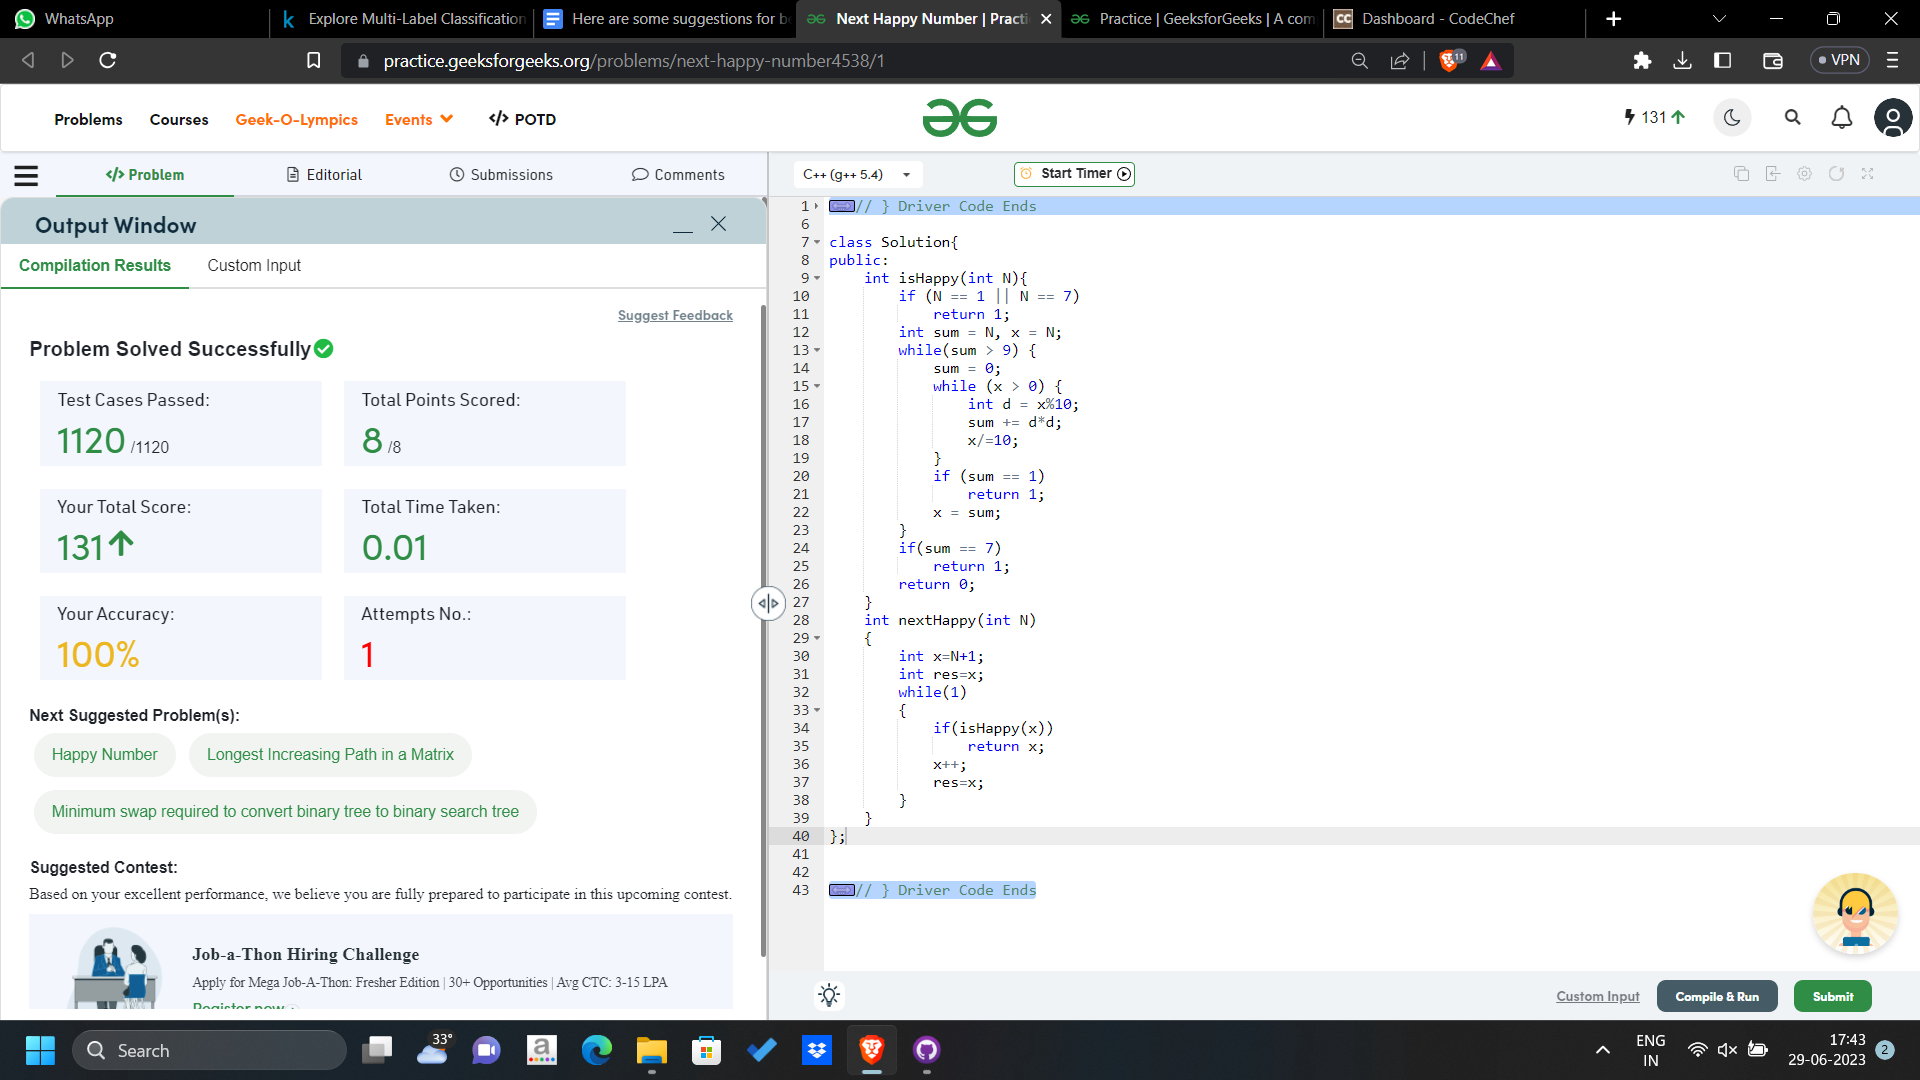 WhatsApp
Explore Multi-Label Classification
Here are some suggestions for be
Next Happy Number | Practi
Practice | GeeksforGeeks | A com
CC Dashboard - CodeChef
practice.geeksforgeeks.org/problems/next-happy-number4538/1
11
VPN
Problems
Courses
Geek-O-Lympics
Events
</> POTD
131
</> Problem
Editorial
Submissions
Comments
Output Window
Compilation Results
Custom Input
Suggest Feedback
Problem Solved Successfully
Test Cases Passed:
1120 /1120
Total Points Scored:
8 /8
Your Total Score:
131
Total Time Taken:
0.01
Your Accuracy:
100%
Attempts No.:
1
Next Suggested Problem(s):
Happy Number
Longest Increasing Path in a Matrix
Minimum swap required to convert binary tree to binary search tree
Suggested Contest:
Based on your excellent performance, we believe you are fully prepared to participate in this upcoming contest.
Job-a-Thon Hiring Challenge
Apply for Mega Job-A-Thon: Fresher Edition | 30+ Opportunities | Avg CTC: 3-15 LPA
Register now
C++ (g++ 5.4)
Start Timer
1 // } Driver Code Ends
6
7 class Solution{
8 public:
9 int isHappy(int N){
10 if (N == 1 || N == 7)
11 return 1;
12 int sum = N, x = N;
13 while(sum > 9) {
14 sum = 0;
15 while (x > 0) {
16 int d = x%10;
17 sum += d*d;
18 x/=10;
19 }
20 if (sum == 1)
21 return 1;
22 x = sum;
23 }
24 if(sum == 7)
25 return 1;
26 return 0;
27 }
28 int nextHappy(int N)
29 {
30 int x=N+1;
31 int res=x;
32 while(1)
33 {
34 if(isHappy(x))
35 return x;
36 x++;
37 res=x;
38 }
39 }
40 };
41
42
43 // } Driver Code Ends
Custom Input
Compile & Run
Submit
Search
33°
a
ENG
IN
17:43
29-06-2023
2